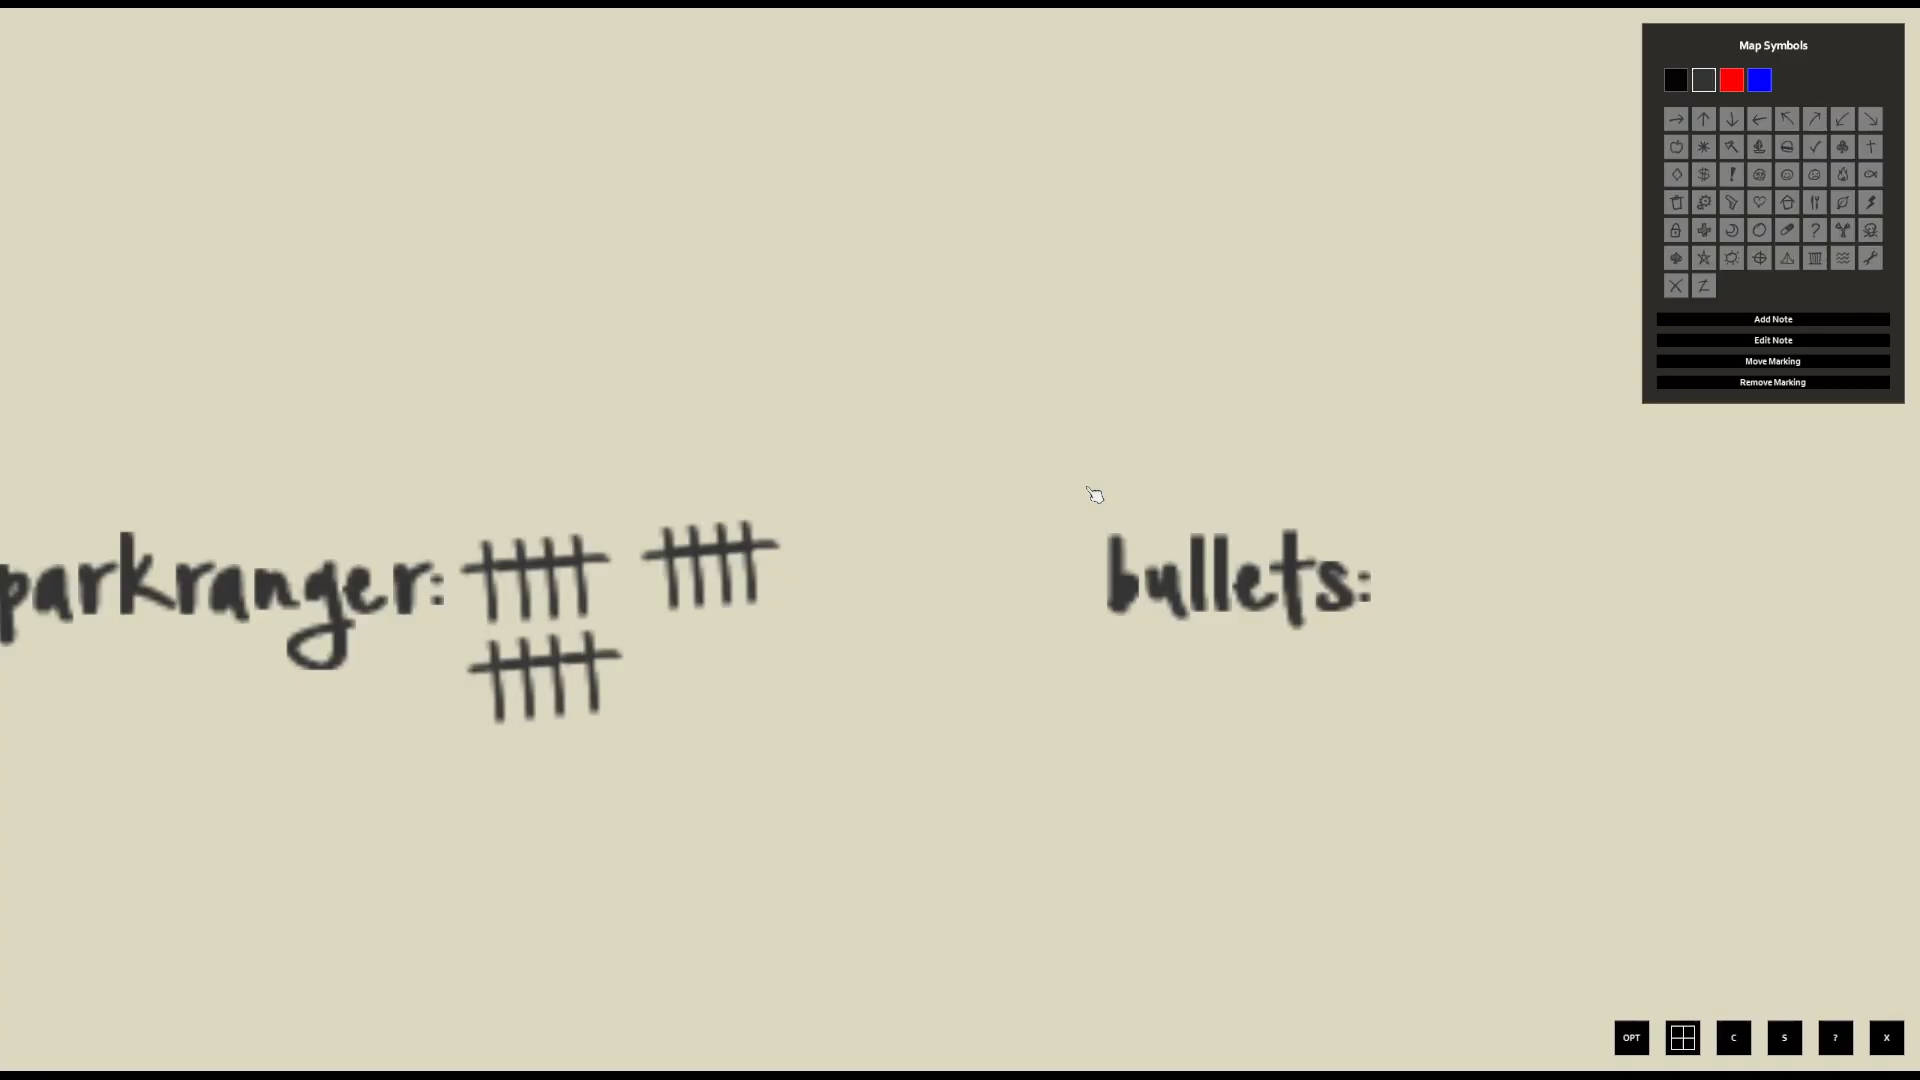 Map Symbols
Add Note
Edit Note
Move Marking
Remove Marking
parkranger:
bullets:
OPT
C
S
?
X